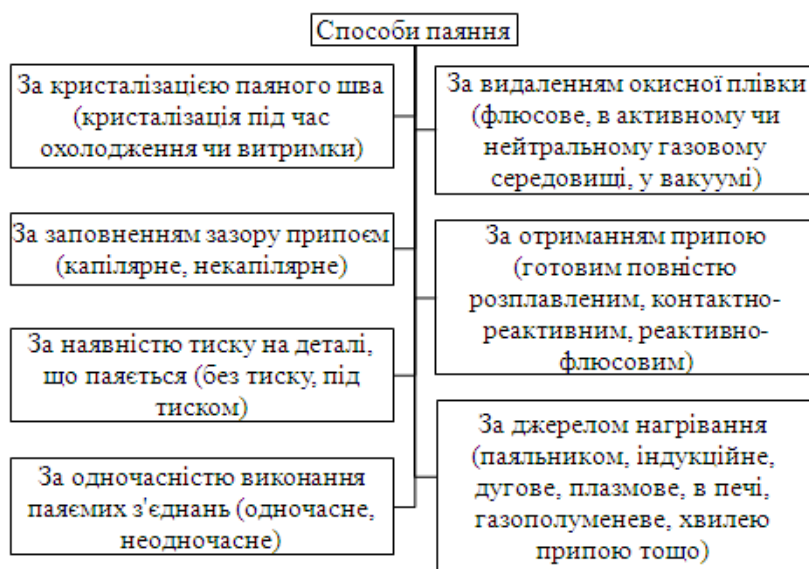 Способи паяння
За кристалізацією паяного шва
(кристалізація під час
охолодження чи витримки)
За заповненням зазору припоєм
(капілярне, некапілярне)
За наявністю тиску на деталі,
що паяється (без тиску, під
тиском)
За одночасністю виконання
паяємих з'єднань (одночасне,
неодночасне)
За видаленням окисної плівки
(флюсове, в активному чи
нейтральному газовому
середовищі, у вакуумі)
За отриманням припою
(готовим повністю
розплавленим, контактно-
реактивним, реактивно-
флюсовим)
За джерелом нагрівання
(паяльником, індукційне,
дугове, плазмове, в печі,
газополуменеве, хвилею
припою тощо)